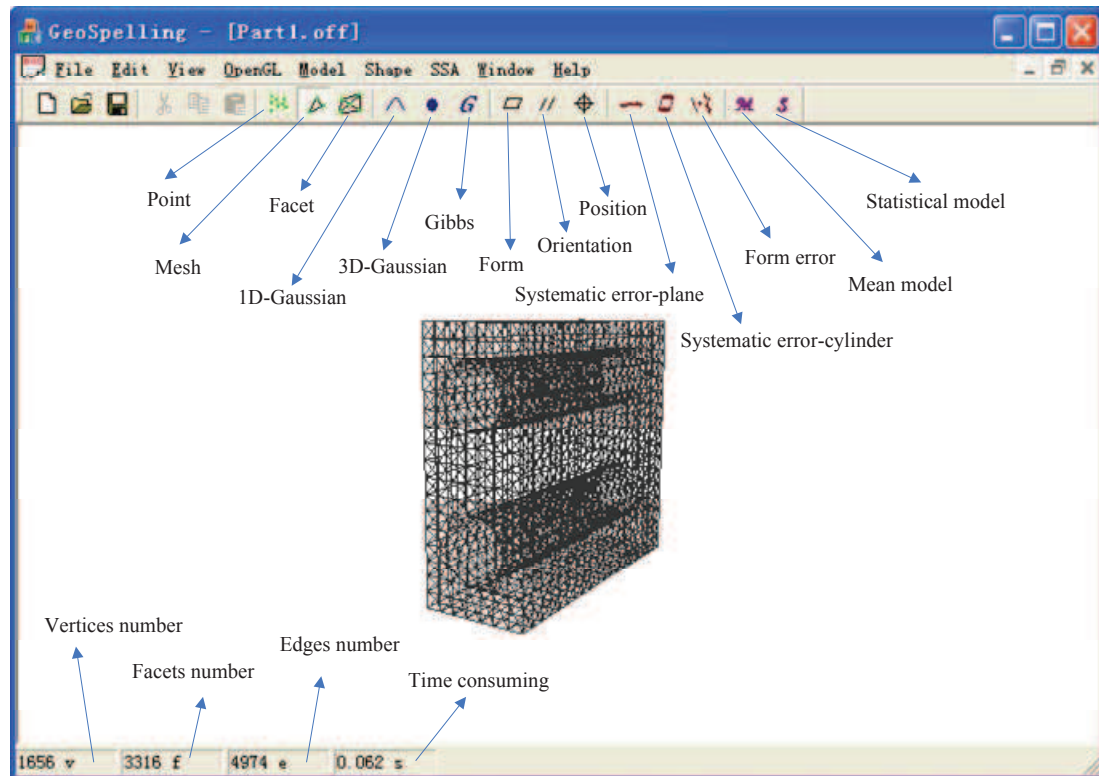 GeoSpelling - [Part1.off]
File Edit View OpenGL Model Shape SSA Window Help
G M S
Point
Facet
Gibbs
Position
Statistical model
Mesh
3D-Gaussian
Form
Orientation
Form error
1D-Gaussian
Systematic error-plane
Mean model
Systematic error-cylinder
Vertices number
Edges number
Facets number
Time consuming
1656 v 3316 f 4974 e 0.062 s